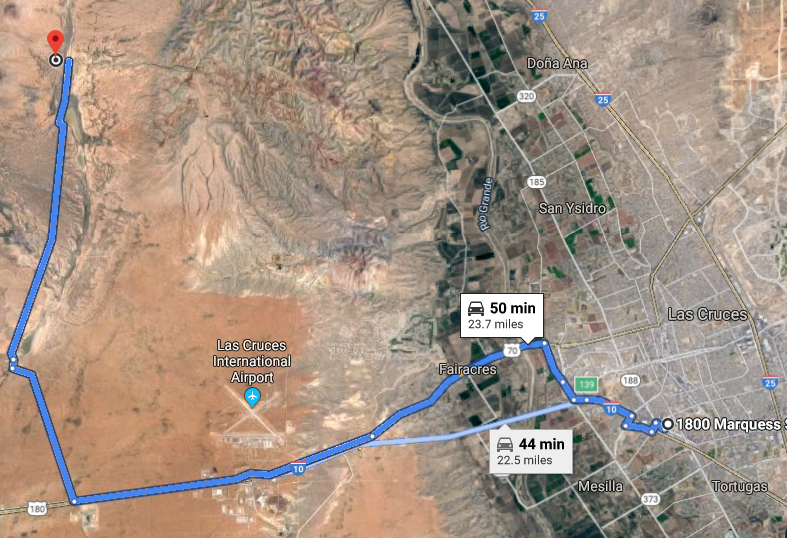 25
Doña Ana
320
25
185
San Ysidro
Rio Grande
50 min
23.7 miles
Las Cruces
70
Las Cruces
International
Airport
Fairacres
139
188
25
10
1800 Marquess S
44 min
22.5 miles
10
Mesilla
Tortugas
373
180